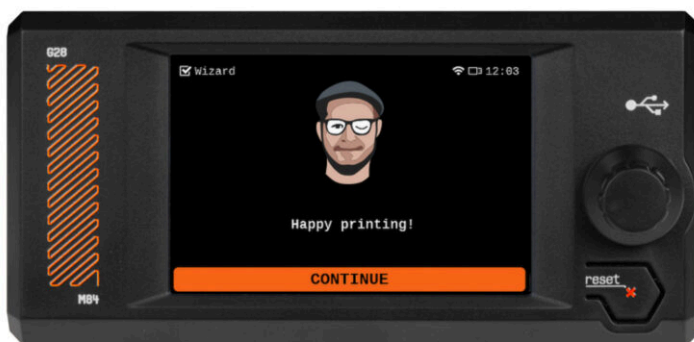 G28
Wizard
12:03
Happy printing!
CONTINUE
reset
M84